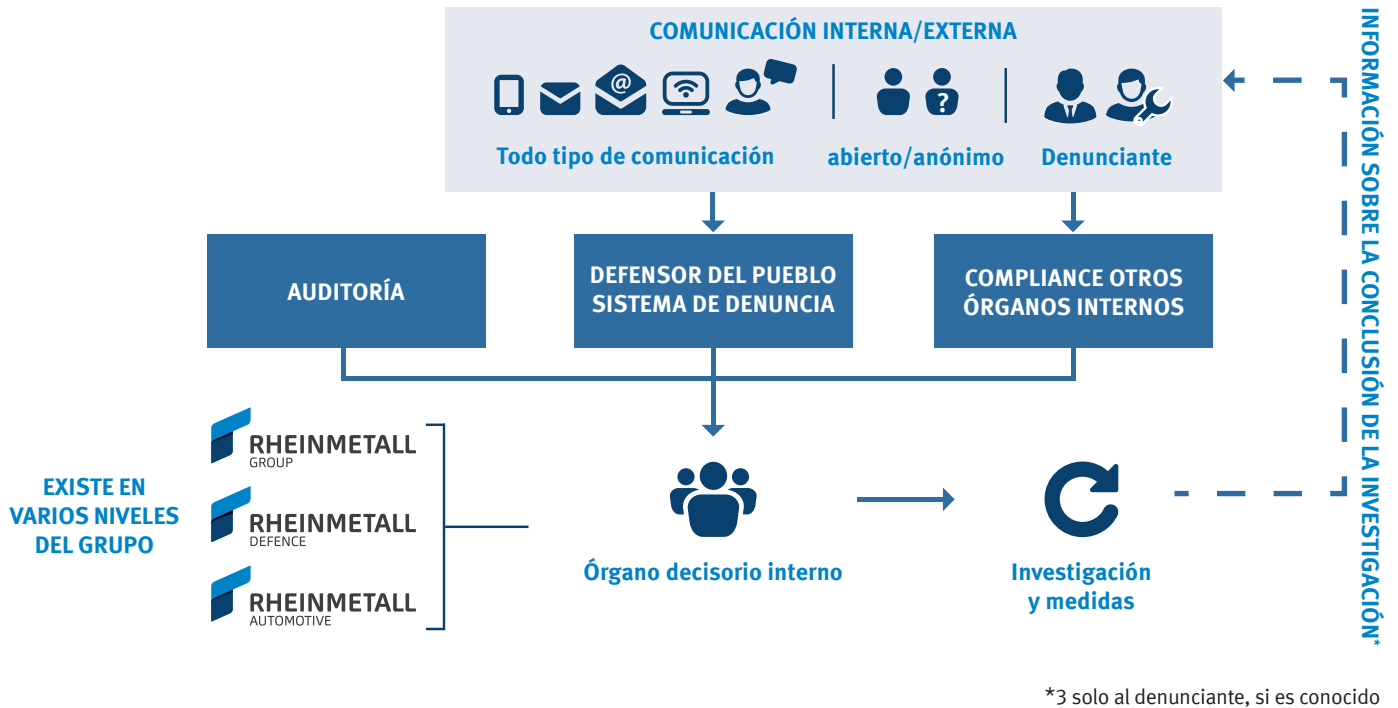 COMUNICACIÓN INTERNA/EXTERNA
@
?
Todo tipo de comunicación
abierto/anónimo
Denunciante
AUDITORÍA
DEFENSOR DEL PUEBLO
SISTEMA DE DENUNCIA
COMPLIANCE OTROS
ÓRGANOS INTERNOS
INFORMACIÓN SOBRE LA CONCLUSIÓN DE LA INVESTIGACIÓN*
EXISTE EN
VARIOS NIVELES
DEL GRUPO
RHEINMETALL
GROUP
RHEINMETALL
DEFENCE
RHEINMETALL
AUTOMOTIVE
Órgano decisorio interno
Investigación
y medidas
*3 solo al denunciante, si es conocido